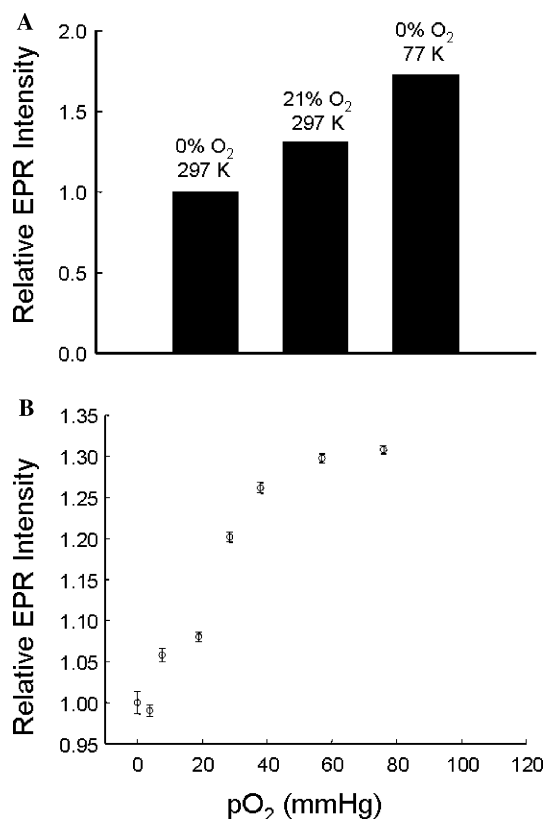 A
2.0
0% O₂
77 K
21% O₂
297 K
1.5
0% O₂
297 K
1.0
0.5
0.0
Relative EPR Intensity
B
1.35
1.30
1.25
1.20
1.15
1.10
1.05
1.00
0.95
Relative EPR Intensity
0 20 40 60 80 100 120
pO₂ (mmHg)